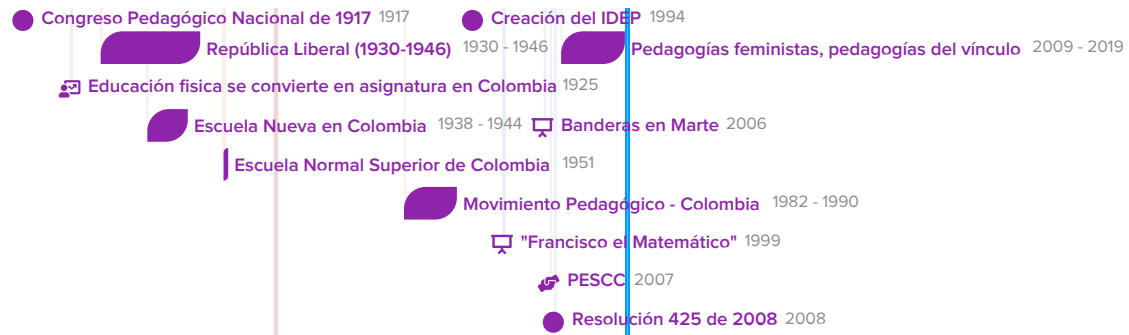 Congreso Pedagógico Nacional de 1917 1917
Creación del IDEP 1994
República Liberal (1930-1946) 1930 - 1946
Pedagogías feministas, pedagogías del vínculo 2009 - 2019
Educación fisica se convierte en asignatura en Colombia 1925
Escuela Nueva en Colombia 1938 - 1944
Banderas en Marte 2006
Escuela Normal Superior de Colombia 1951
Movimiento Pedagógico - Colombia 1982 - 1990
"Francisco el Matemático" 1999
PESCC 2007
Resolución 425 de 2008 2008